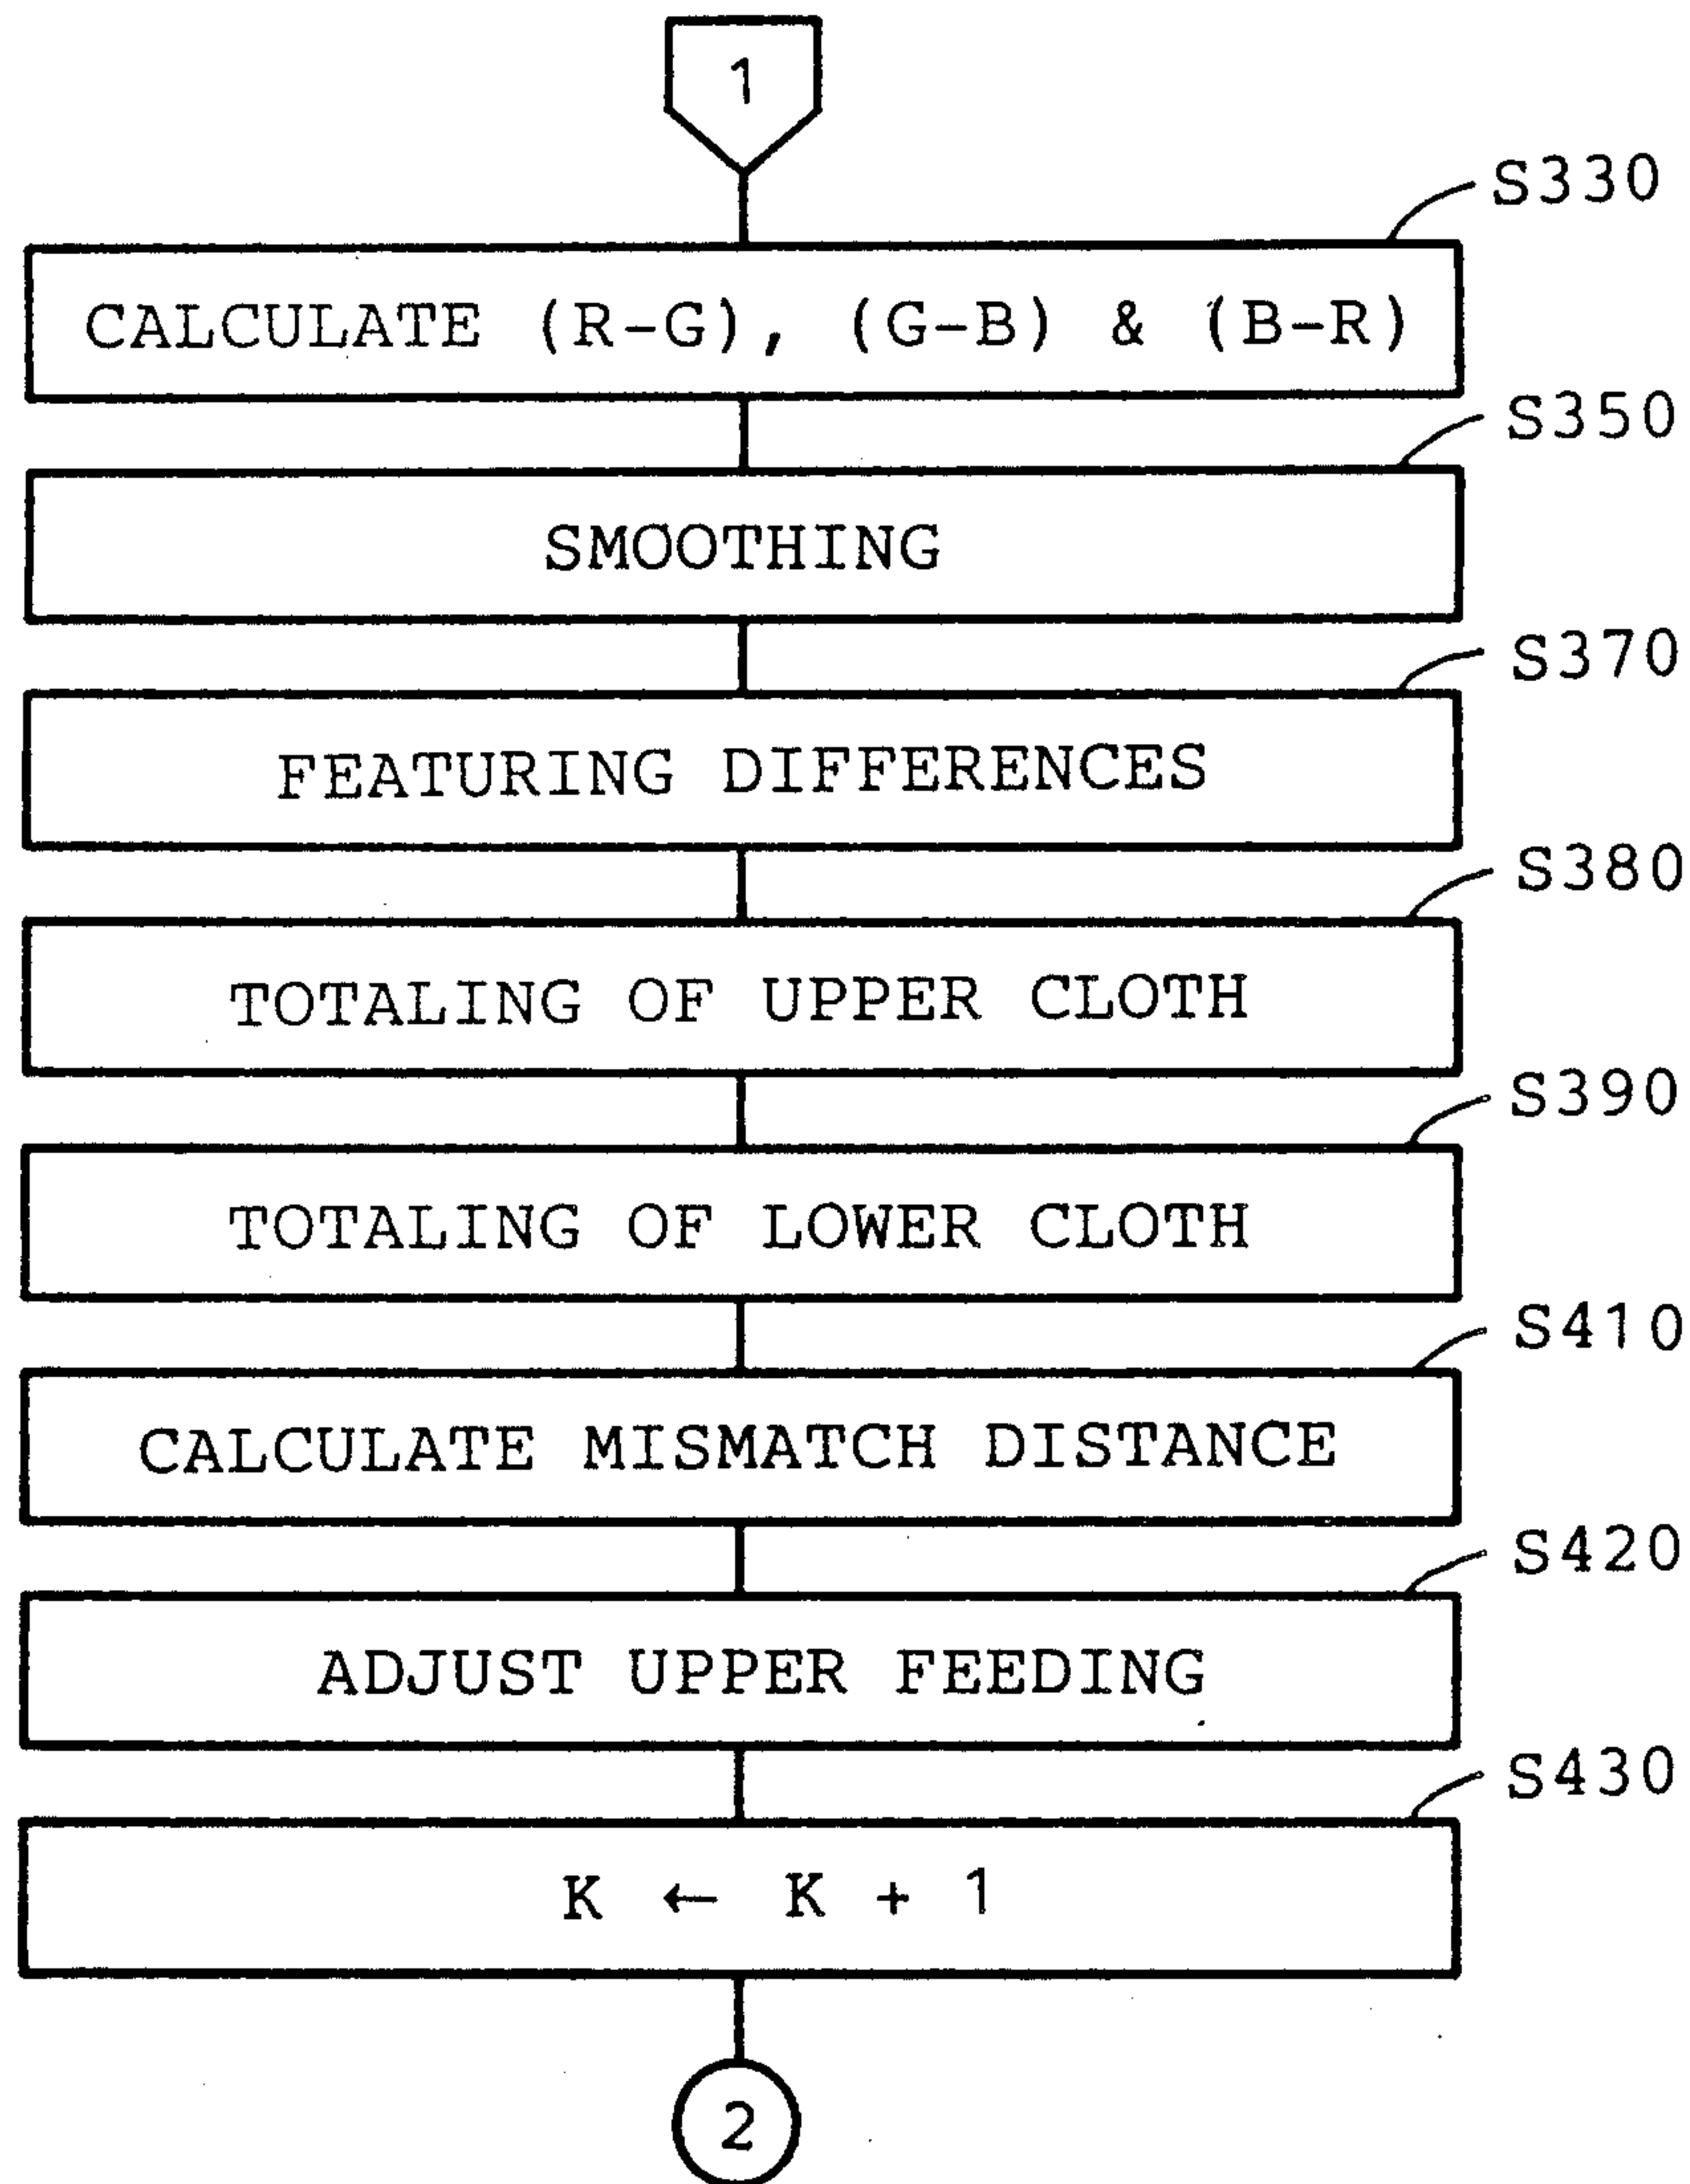 1
S330
CALCULATE (R-G), (G-B) & (B-R)
S350
SMOOTHING
S370
FEATURING DIFFERENCES
S380
TOTALING OF UPPER CLOTH
S390
TOTALING OF LOWER CLOTH
S410
CALCULATE MISMATCH DISTANCE
S420
ADJUST UPPER FEEDING
S430
K ← K + 1
2